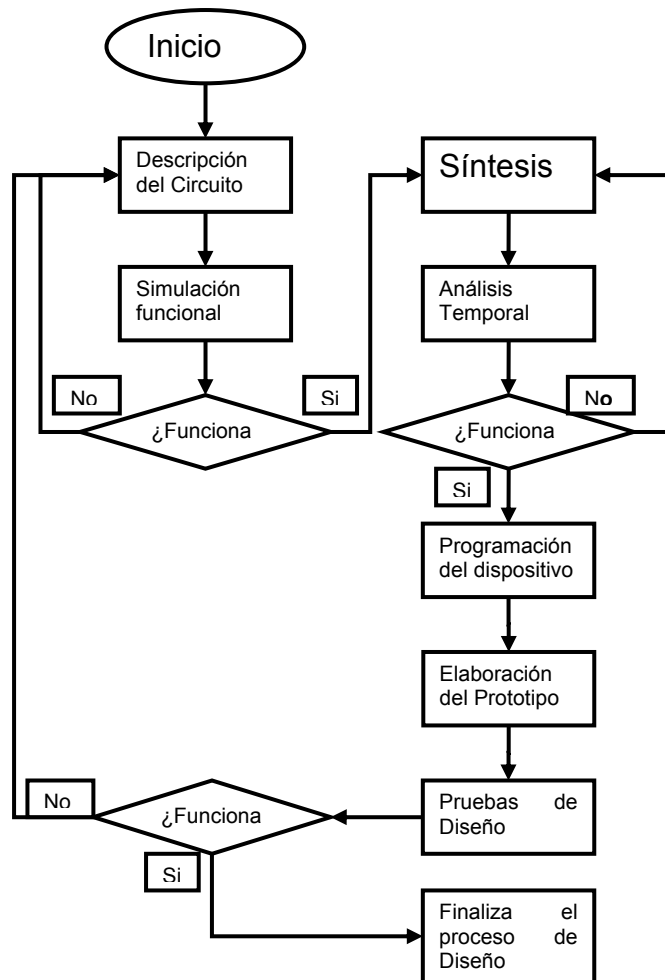 Inicio
Descripción
del Circuito
Simulación
funcional
No
Si
¿Funciona
Síntesis
Análisis
Temporal
No
¿Funciona
Si
Programación
del dispositivo
Elaboración
del Prototipo
Pruebas de
Diseño
No
¿Funciona
Si
Finaliza el
proceso de
Diseño